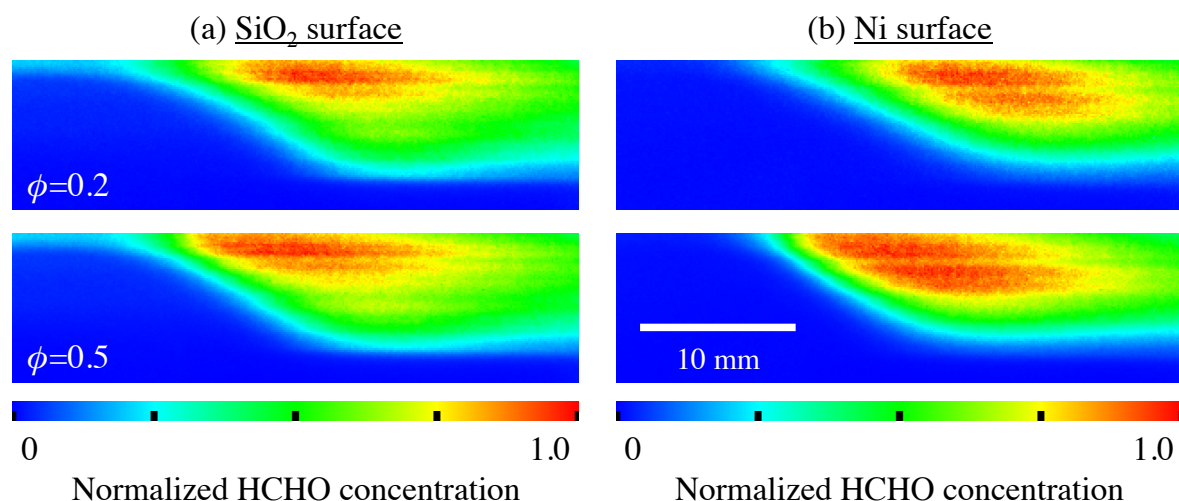 (a) SiO₂ surface
(b) Ni surface
ϕ=0.2
ϕ=0.5
10 mm
0 1.0
0 1.0
Normalized HCHO concentration
Normalized HCHO concentration